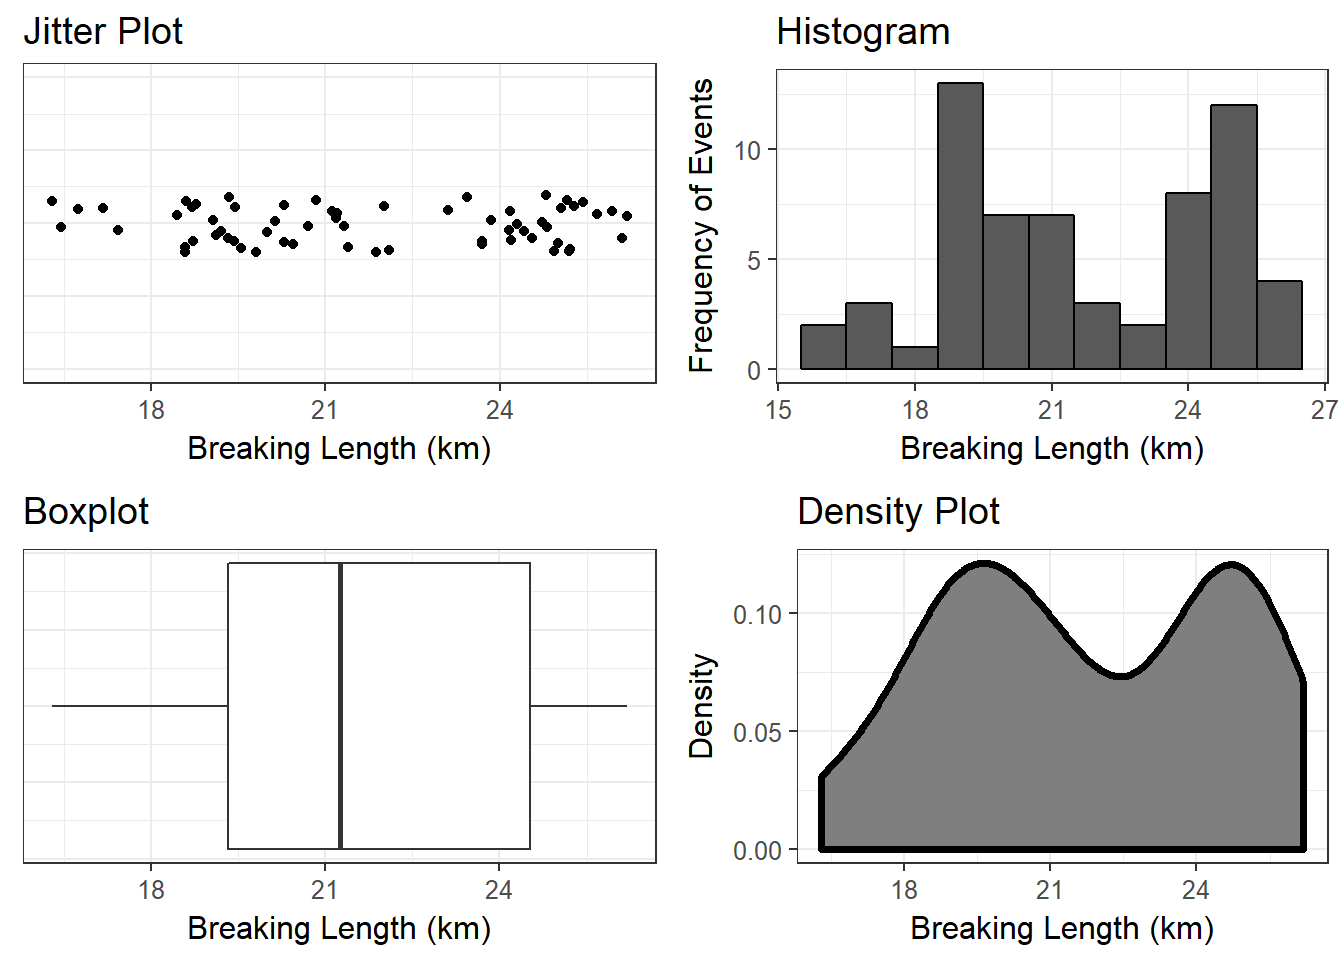 Jitter Plot
18 21 24
Breaking Length (km)
Histogram
Frequency of Events
10
5
0
15 18 21 24 27
Breaking Length (km)
Boxplot
18 21 24
Breaking Length (km)
Density Plot
Density
0.10
0.05
0.00
18 21 24
Breaking Length (km)